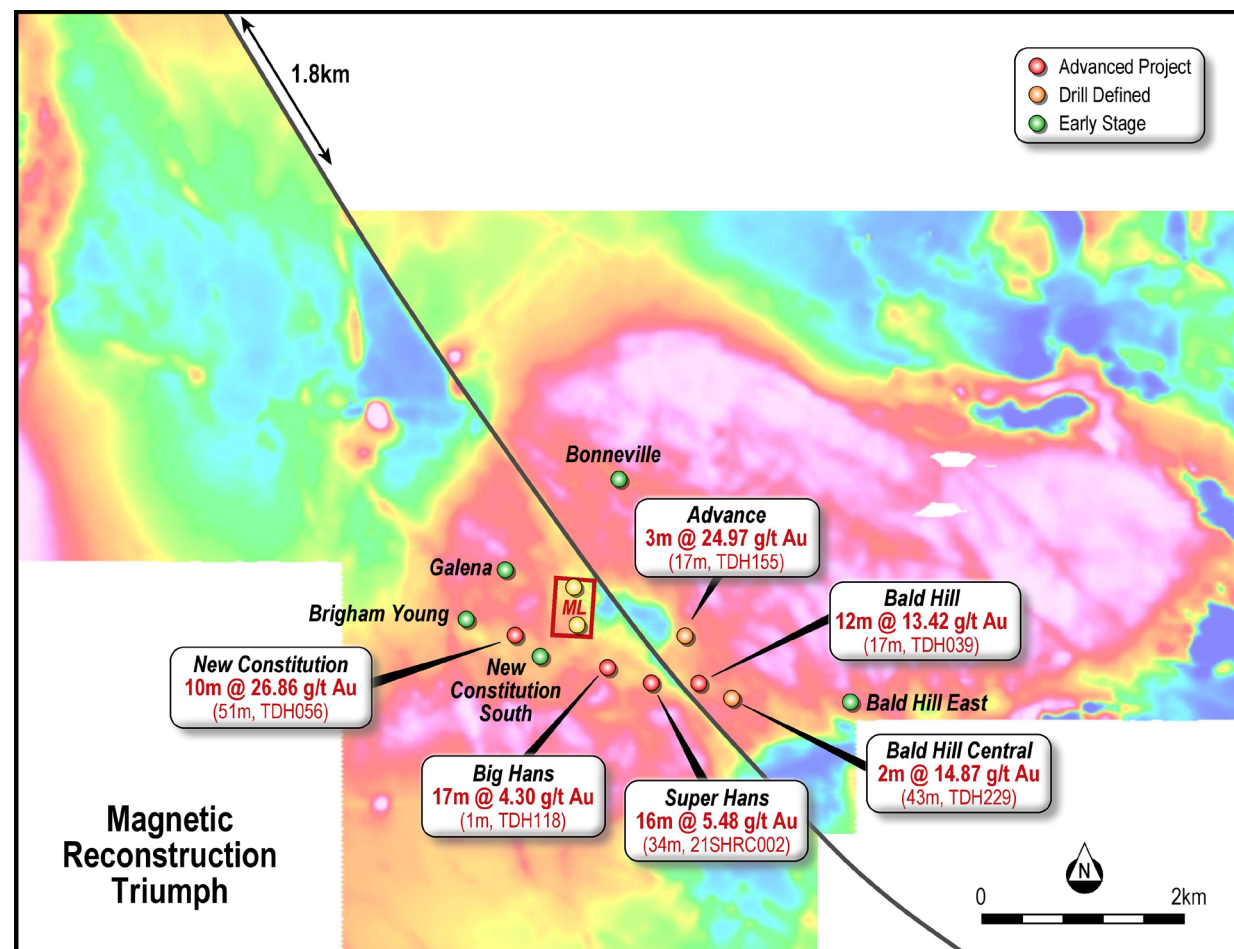 1.8km
Advanced Project
Drill Defined
Early Stage
Bonneville
Advance
3m @ 24.97 g/t Au
(17m, TDH155)
Galena
ML
Brigham Young
Bald Hill
12m @ 13.42 g/t Au
(17m, TDH039)
New Constitution
10m @ 26.86 g/t Au
(51m, TDH056)
New
Constitution
South
Bald Hill East
Big Hans
17m @ 4.30 g/t Au
(1m, TDH118)
Super Hans
16m @ 5.48 g/t Au
(34m, 21SHRC002)
Bald Hill Central
2m @ 14.87 g/t Au
(43m, TDH229)
Magnetic
Reconstruction
Triumph
N
0 2km